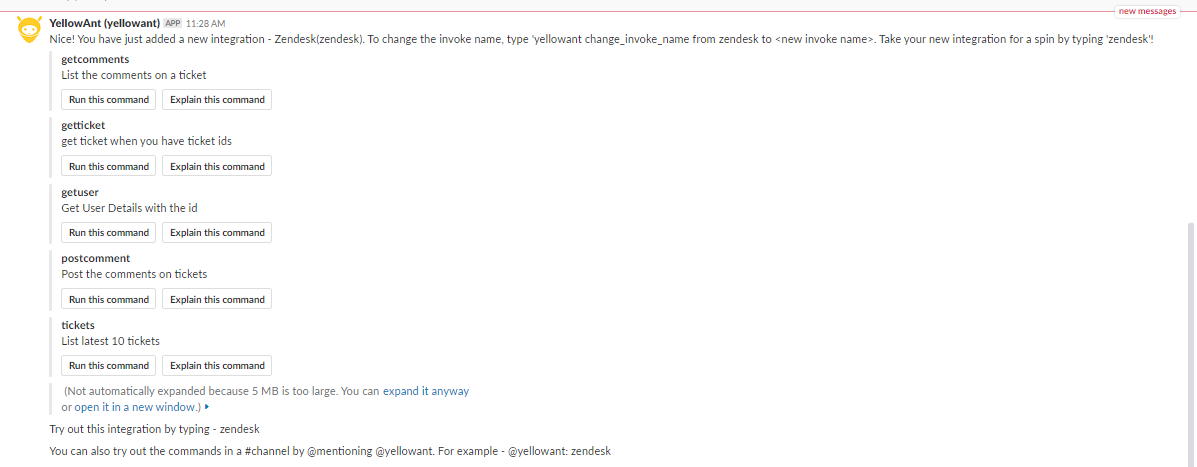 new messages
YellowAnt (yellowant) APP 11:28 AM
Nice! You have just added a new integration - Zendesk(zendesk). To change the invoke name, type 'yellowant change_invoke_name from zendesk to <new invoke name>. Take your new integration for a spin by typing 'zendesk'!
getcomments
List the comments on a ticket
Run this command Explain this command
getticket
get ticket when you have ticket ids
Run this command Explain this command
getuser
Get User Details with the id
Run this command Explain this command
postcomment
Post the comments on tickets
Run this command Explain this command
tickets
List latest 10 tickets
Run this command Explain this command
(Not automatically expanded because 5 MB is too large. You can expand it anyway
or open it in a new window.)
Try out this integration by typing - zendesk
You can also try out the commands in a #channel by @mentioning @yellowant. For example - @yellowant: zendesk